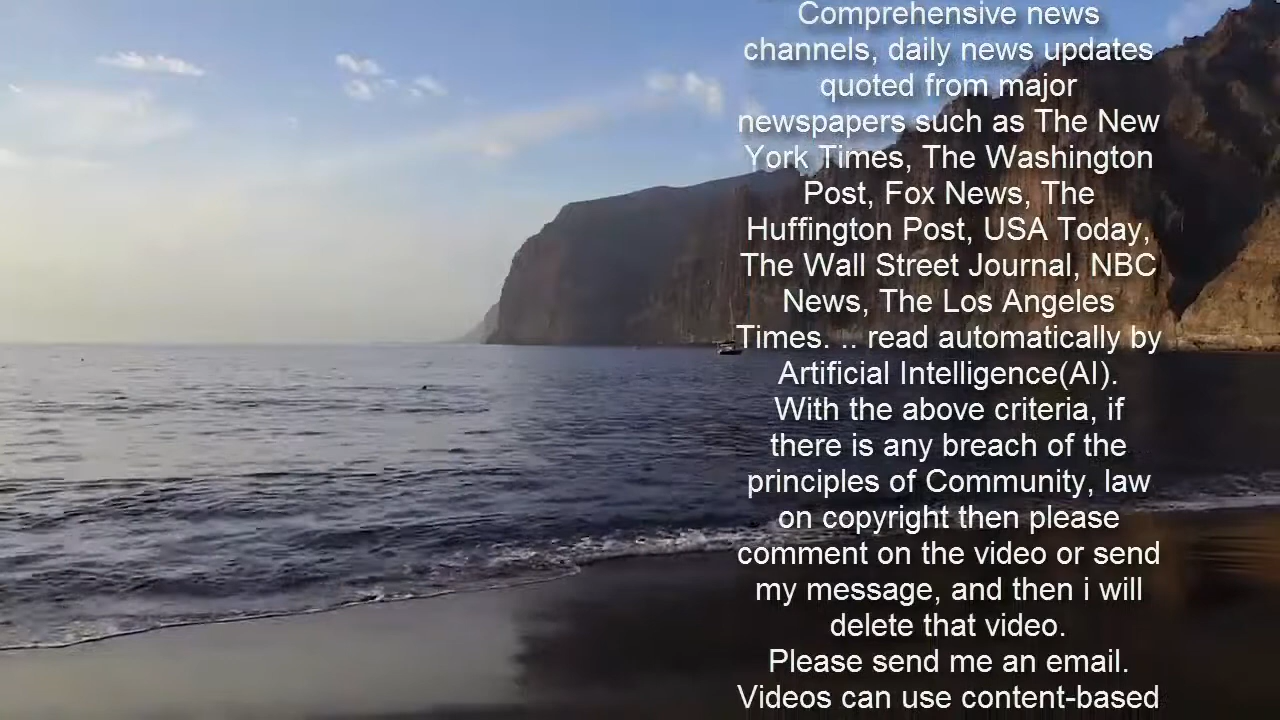 Comprehensive news
channels, daily news updates
quoted from major
newspapers such as The New
York Times, The Washington
Post, Fox News, The
Huffington Post, USA Today,
The Wall Street Journal, NBC
News, The Los Angeles
Times. .. read automatically by
Artificial Intelligence(AI).
With the above criteria, if
there is any breach of the
principles of Community, law
on copyright then please
comment on the video or send
my message, and then i will
delete that video.
Please send me an email.
Videos can use content-based